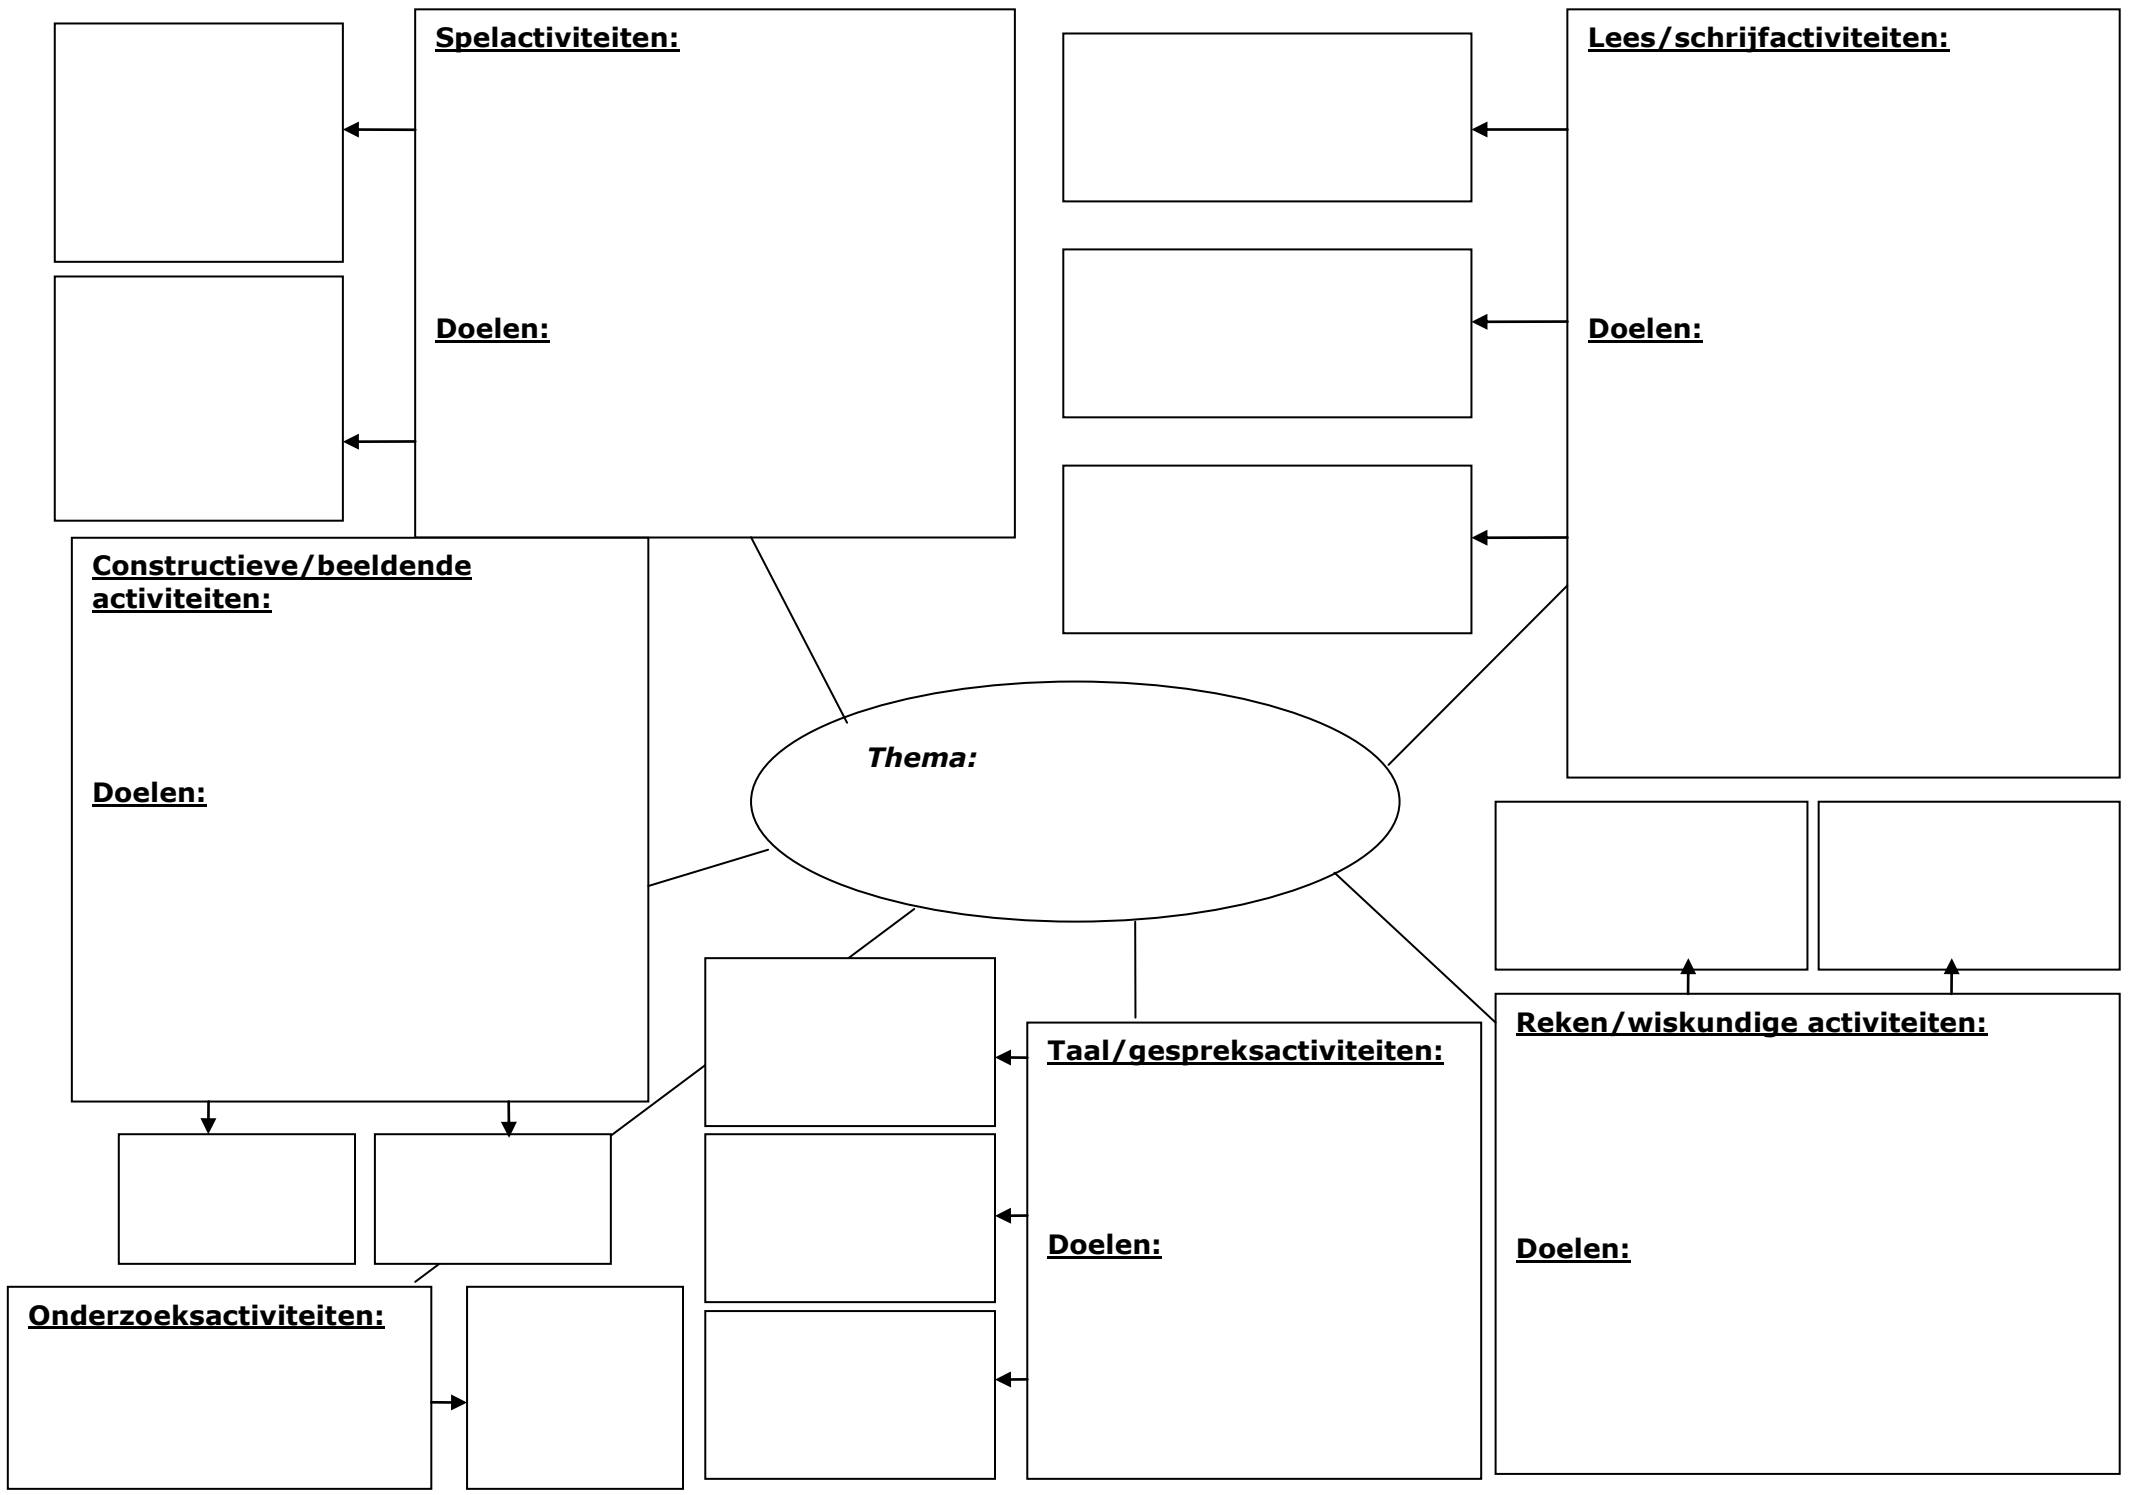 Spelactiviteiten:
Doelen:
Lees/schrijfactiviteiten:
Doelen:
Constructieve/beeldende
activiteiten:
Doelen:
Thema:
Taal/gespreksactiviteiten:
Doelen:
Reken/wiskundige activiteiten:
Doelen:
Onderzoeksactiviteiten: